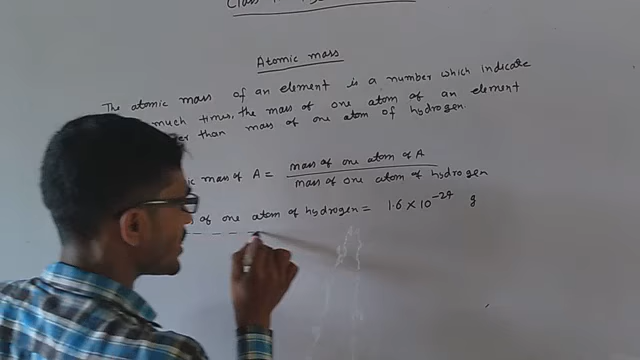 Class
Atomic mass
The atomic mass of an element is a number which indicate
much times, the mass of one atom of an element
than mass of one atom of hydrogen.
mass of A = mass of one atom of A
mass of one atom of hydrogen
of one atom of hydrogen = 1.6 × 10⁻²⁴ g